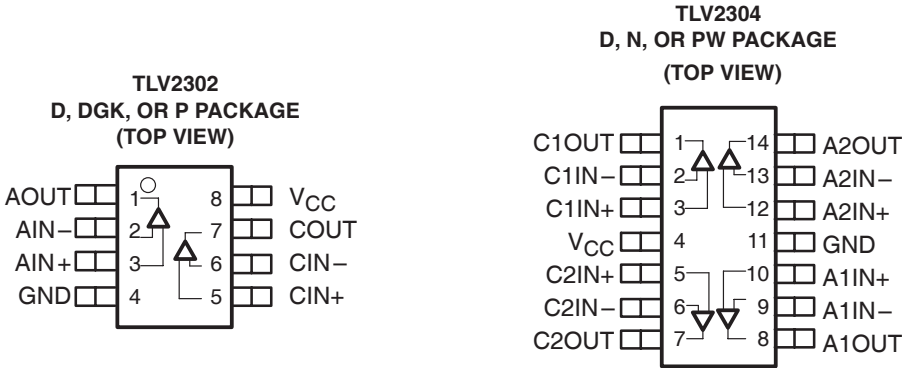 TLV2302
D, DGK, OR P PACKAGE
(TOP VIEW)
AOUT 1 8 VCC
AIN− 2 7 COUT
AIN+ 3 6 CIN−
GND 4 5 CIN+
TLV2304
D, N, OR PW PACKAGE
(TOP VIEW)
C1OUT 1 14 A2OUT
C1IN− 2 13 A2IN−
C1IN+ 3 12 A2IN+
VCC 4 11 GND
C2IN+ 5 10 A1IN+
C2IN− 6 9 A1IN−
C2OUT 7 8 A1OUT